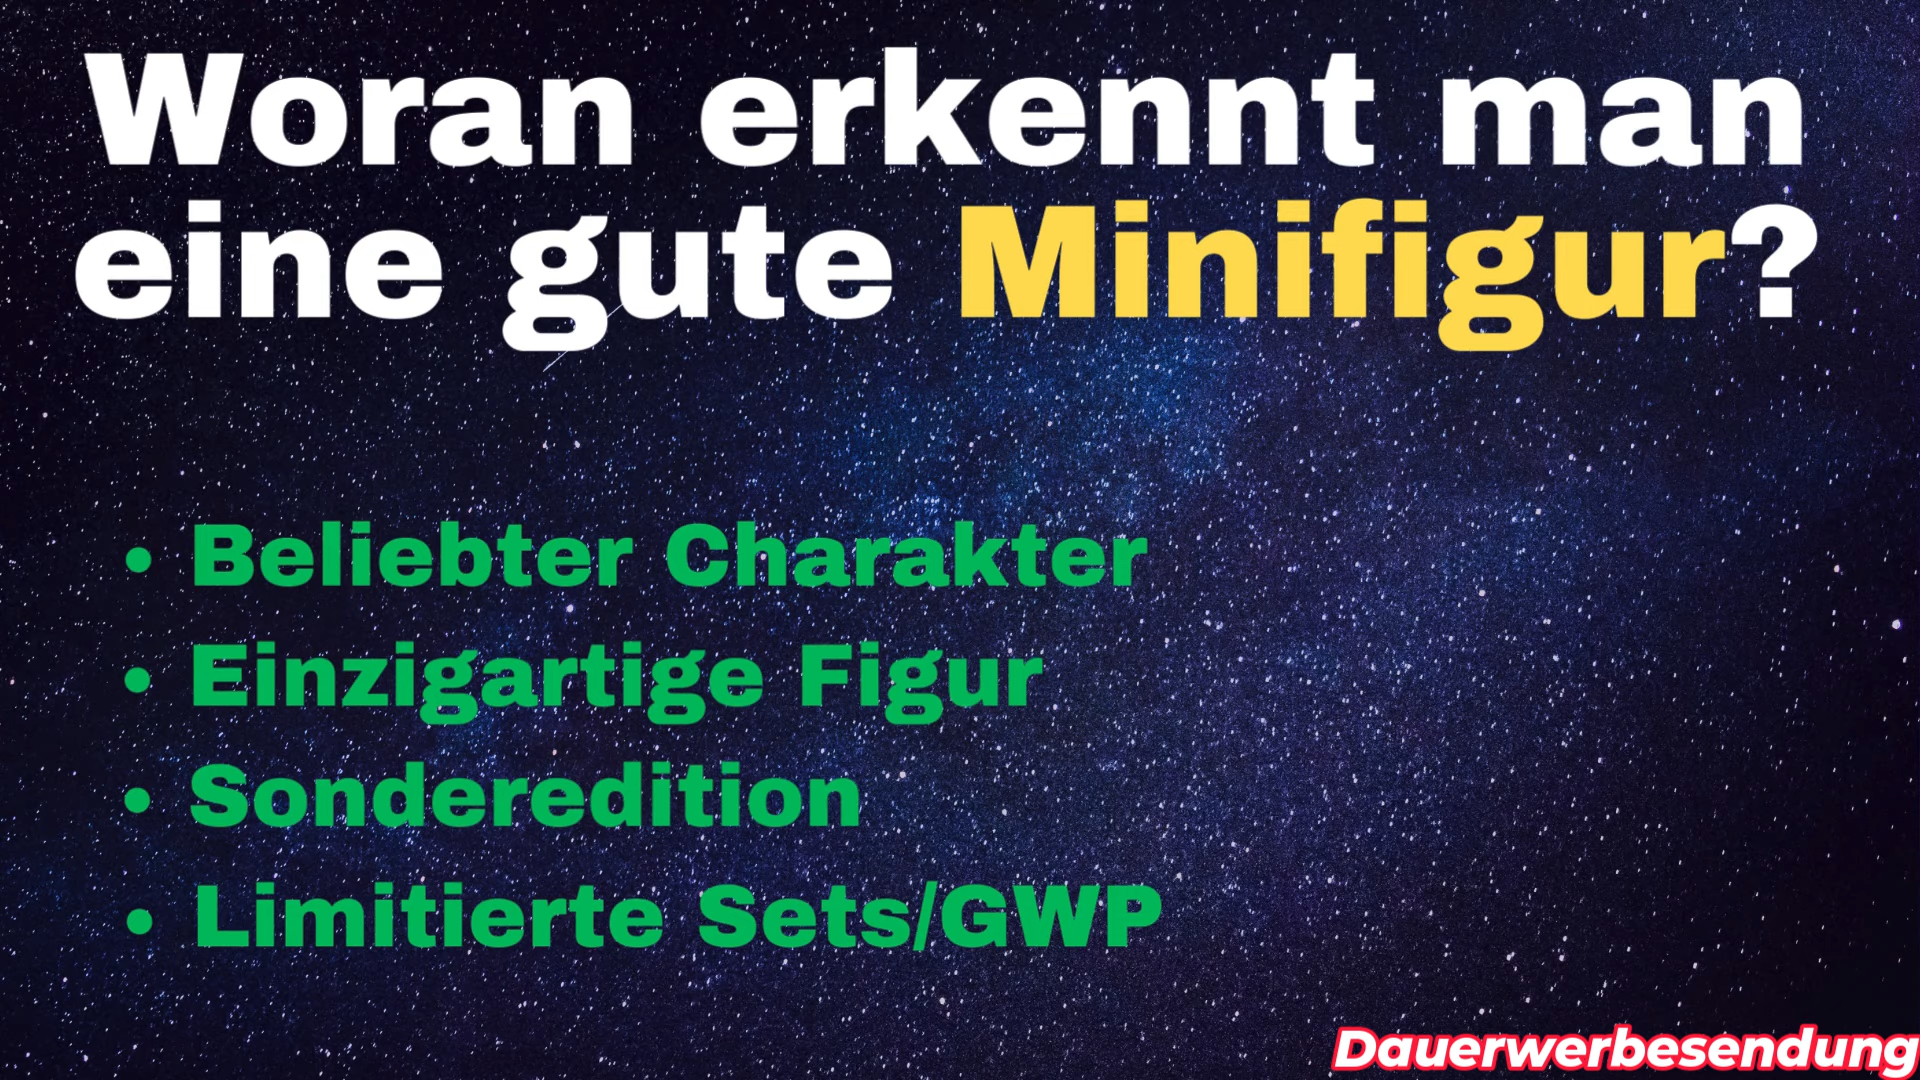 Woran erkennt man
eine gute Minifigur?
• Beliebter Charakter
• Einzigartige Figur
• Sonderedition
• Limitierte Sets/GWP
Dauerwerbesendung